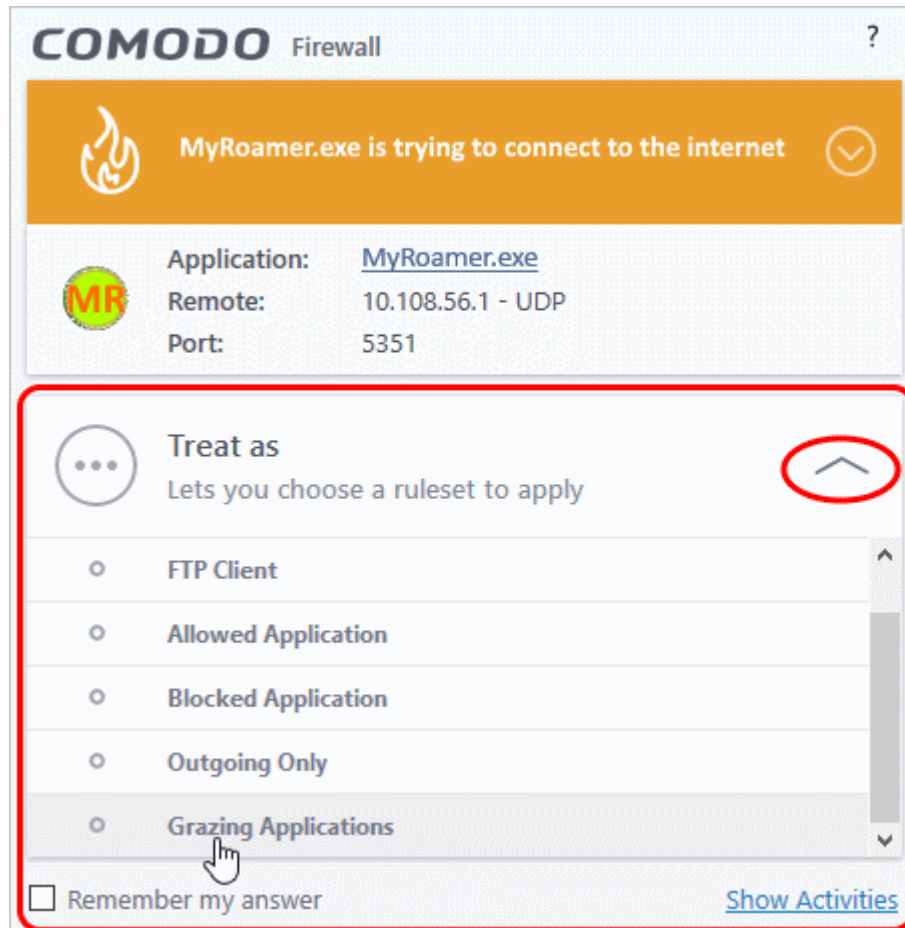 COMODO Firewall ?
MyRoamer.exe is trying to connect to the internet
MR
Application: MyRoamer.exe
Remote: 10.108.56.1 - UDP
Port: 5351
Treat as
Lets you choose a ruleset to apply
FTP Client
Allowed Application
Blocked Application
Outgoing Only
Grazing Applications
Remember my answer Show Activities